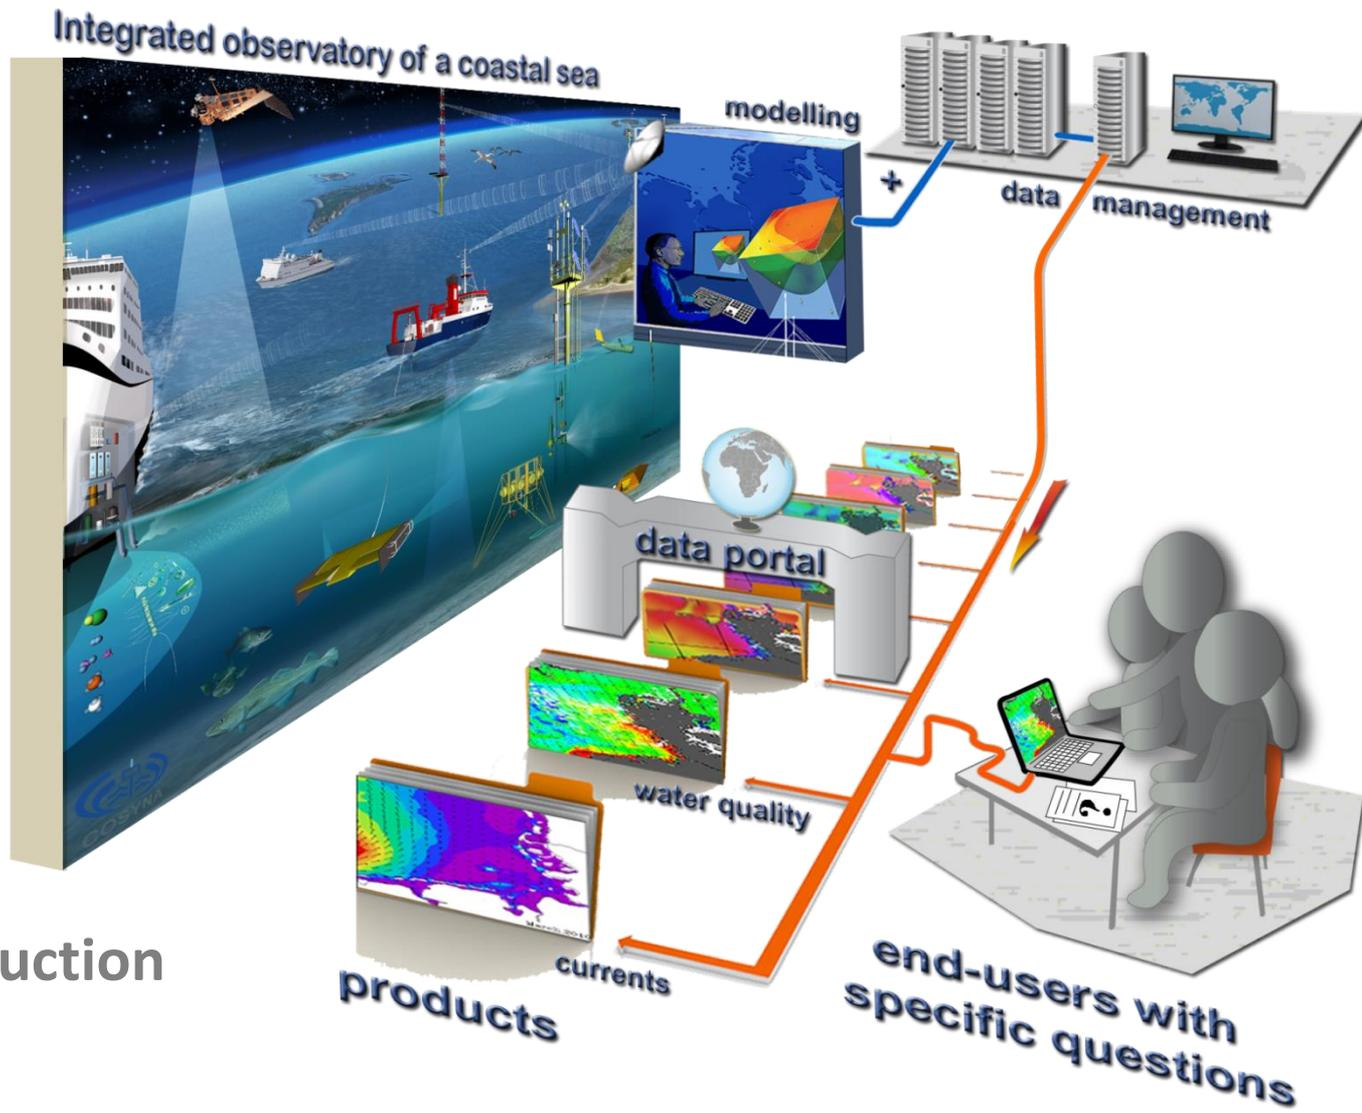 Integrated observatory of a coastal sea
modelling
+
data management
data portal
water quality
?
currents
products
end-users with
specific questions
uction
COSYNA